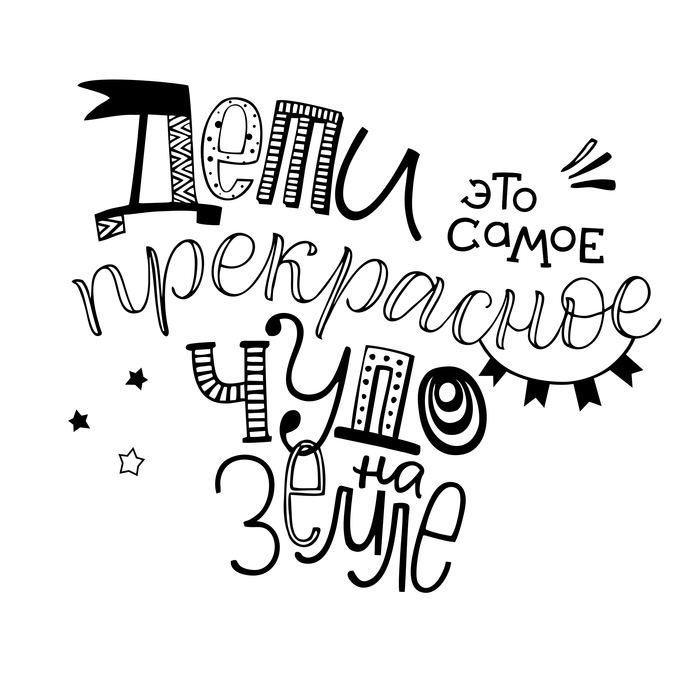 Дети
это
самое
прекрасное
чудо
на
Земле